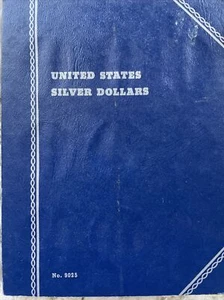 UNITED STATES
SILVER DOLLARS
No. 9025